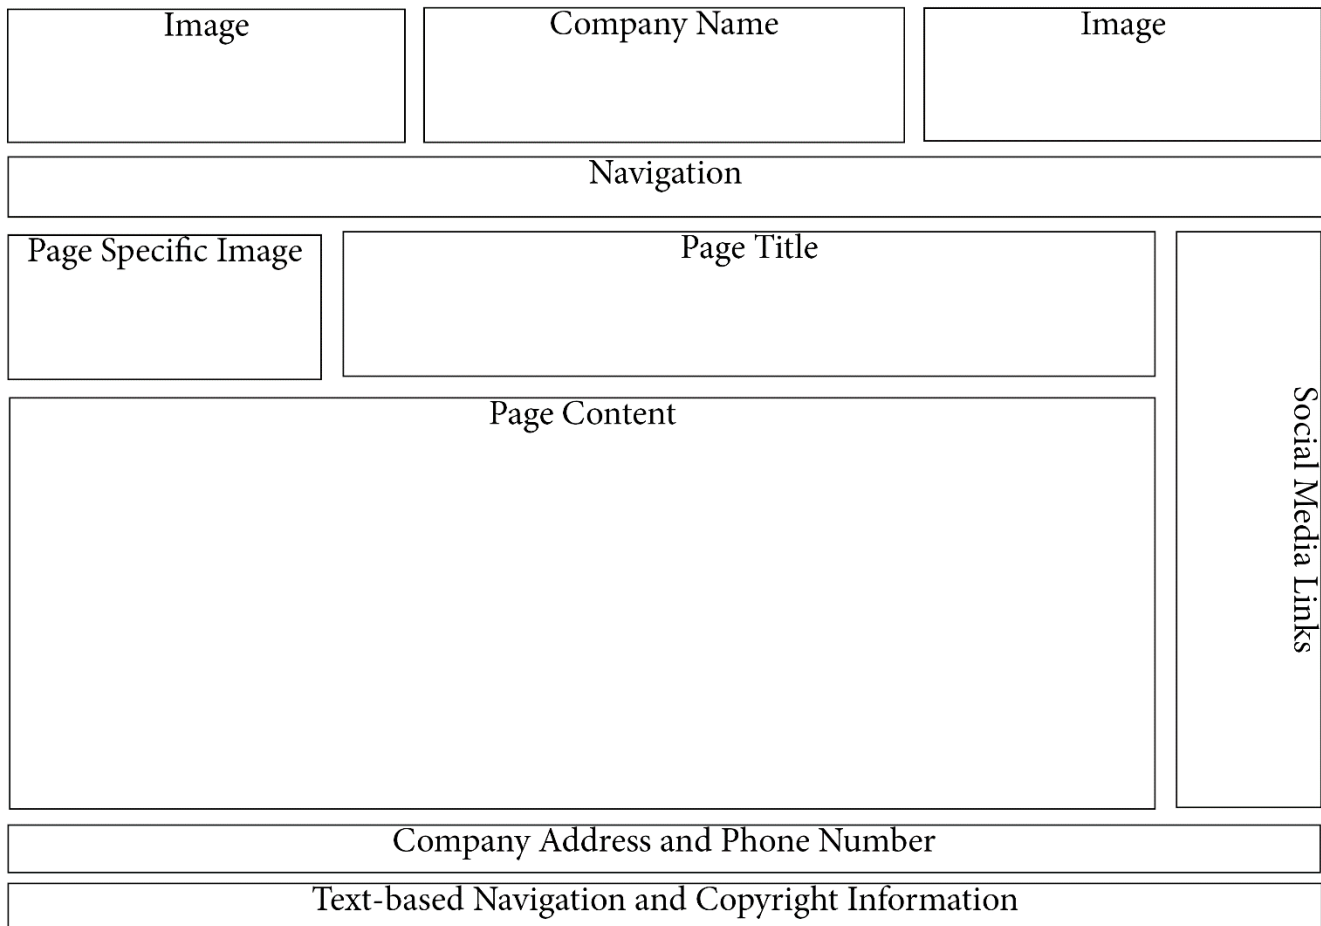 Image
Company Name
Image
Navigation
Page Specific Image
Page Title
Social Media Links
Page Content
Company Address and Phone Number
Text-based Navigation and Copyright Information